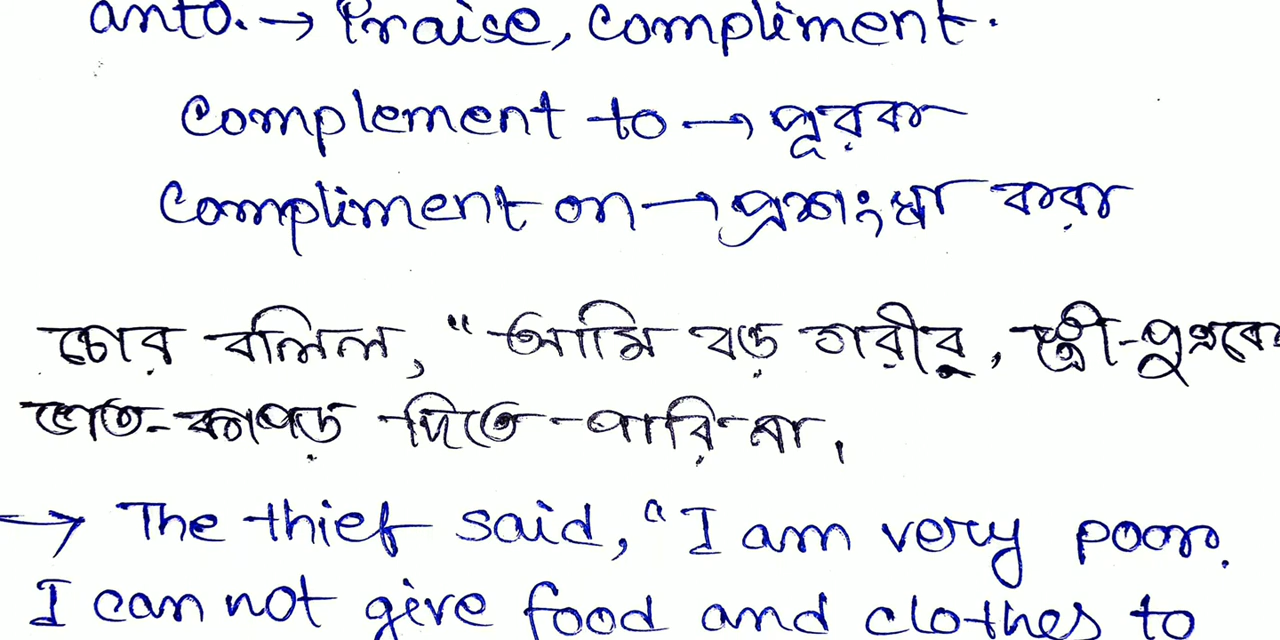 anto. → Praise, compliment.
Complement to → পূরক
Compliment on → প্রশংসা করা
চোর বলিল, "আমি বড় গরীব, স্ত্রী-পুত্রকে
ভাত-কাপড় দিতে পারি না,
→ The thief said, "I am very poor.
I can not give food and clothes to